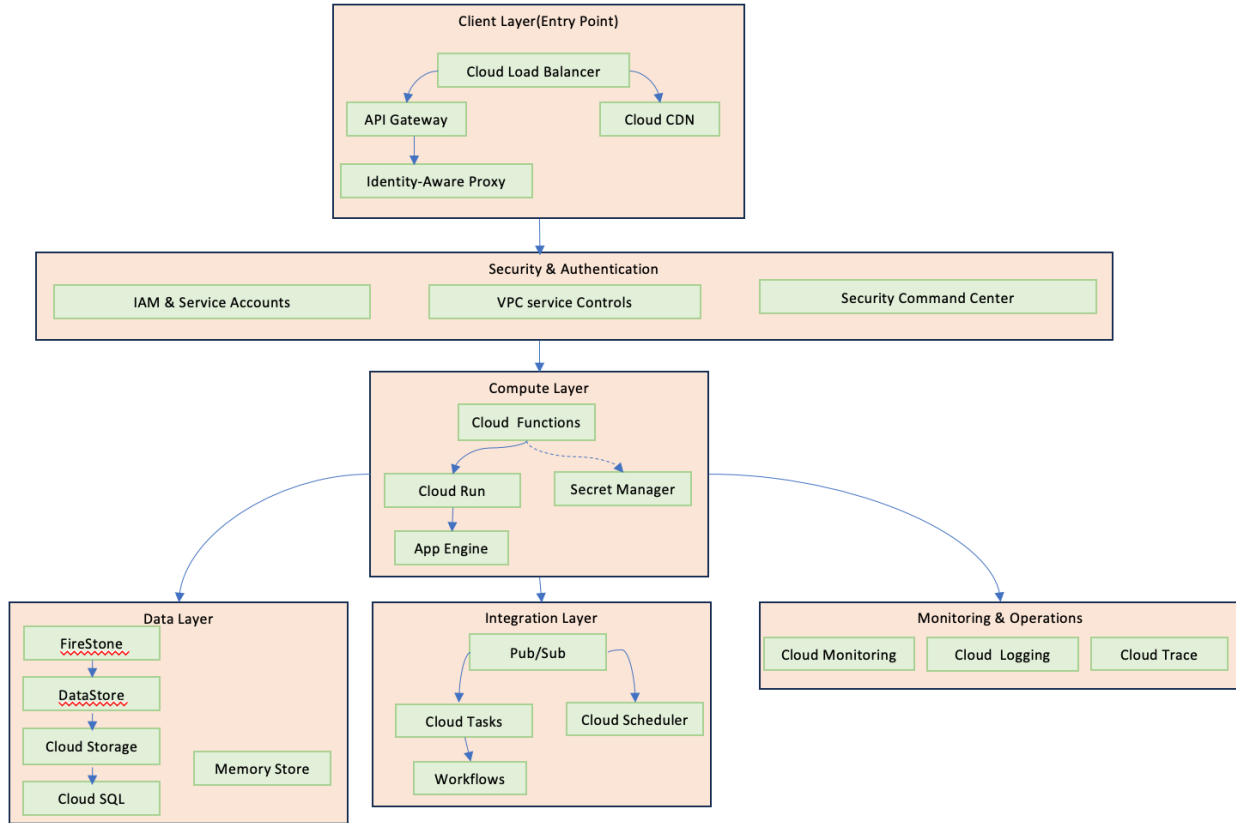 Client Layer(Entry Point)
Cloud Load Balancer
API Gateway
Cloud CDN
Identity-Aware Proxy
Security & Authentication
IAM & Service Accounts
VPC service Controls
Security Command Center
Compute Layer
Cloud Functions
Cloud Run
Secret Manager
App Engine
Data Layer
FireStone
DataStore
Cloud Storage
Memory Store
Cloud SQL
Integration Layer
Pub/Sub
Cloud Tasks
Cloud Scheduler
Workflows
Monitoring & Operations
Cloud Monitoring
Cloud Logging
Cloud Trace